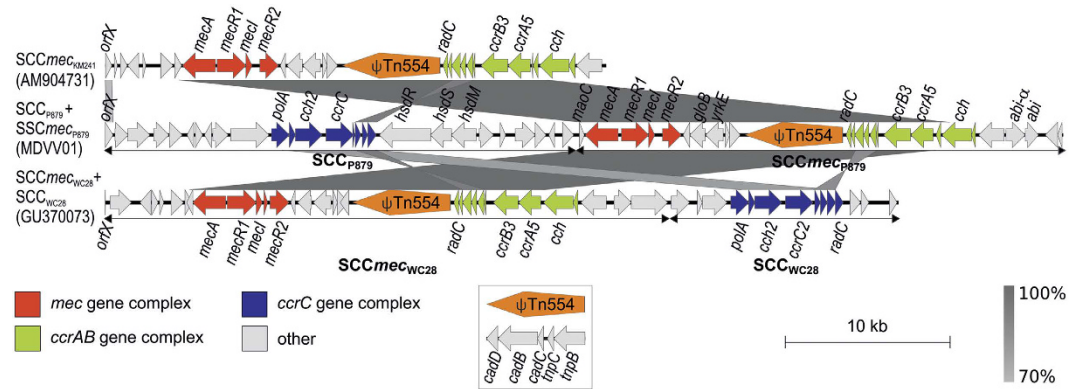 orfX mecA mecR1 mecI mecR2 radC ccrB3 ccrA5 cch
SCCmecKM241
(AM904731)
ψTn554
orfX polA cch2 ccrC hsdR hsdS hsdM maoC mecA mecR1 mecI mecR2 gloB yrkE radC ccrB3 ccrA5 cch abi-α abi
SCCP879+
SSCmecP879
(MDVV01)
ψTn554
SCCP879
SCCmecP879
SCCmecWC28+
SCCWC28
(GU370073)
ψTn554
orfX mecA mecR1 mecI mecR2 radC ccrB3 ccrA5 cch polA cch2 ccrC2 radC
SCCmecWC28
SCCWC28
mec gene complex
ccrC gene complex
ccrAB gene complex
other
ψTn554
cadD cadB cadC tnpC tnpB
10 kb
100%
70%